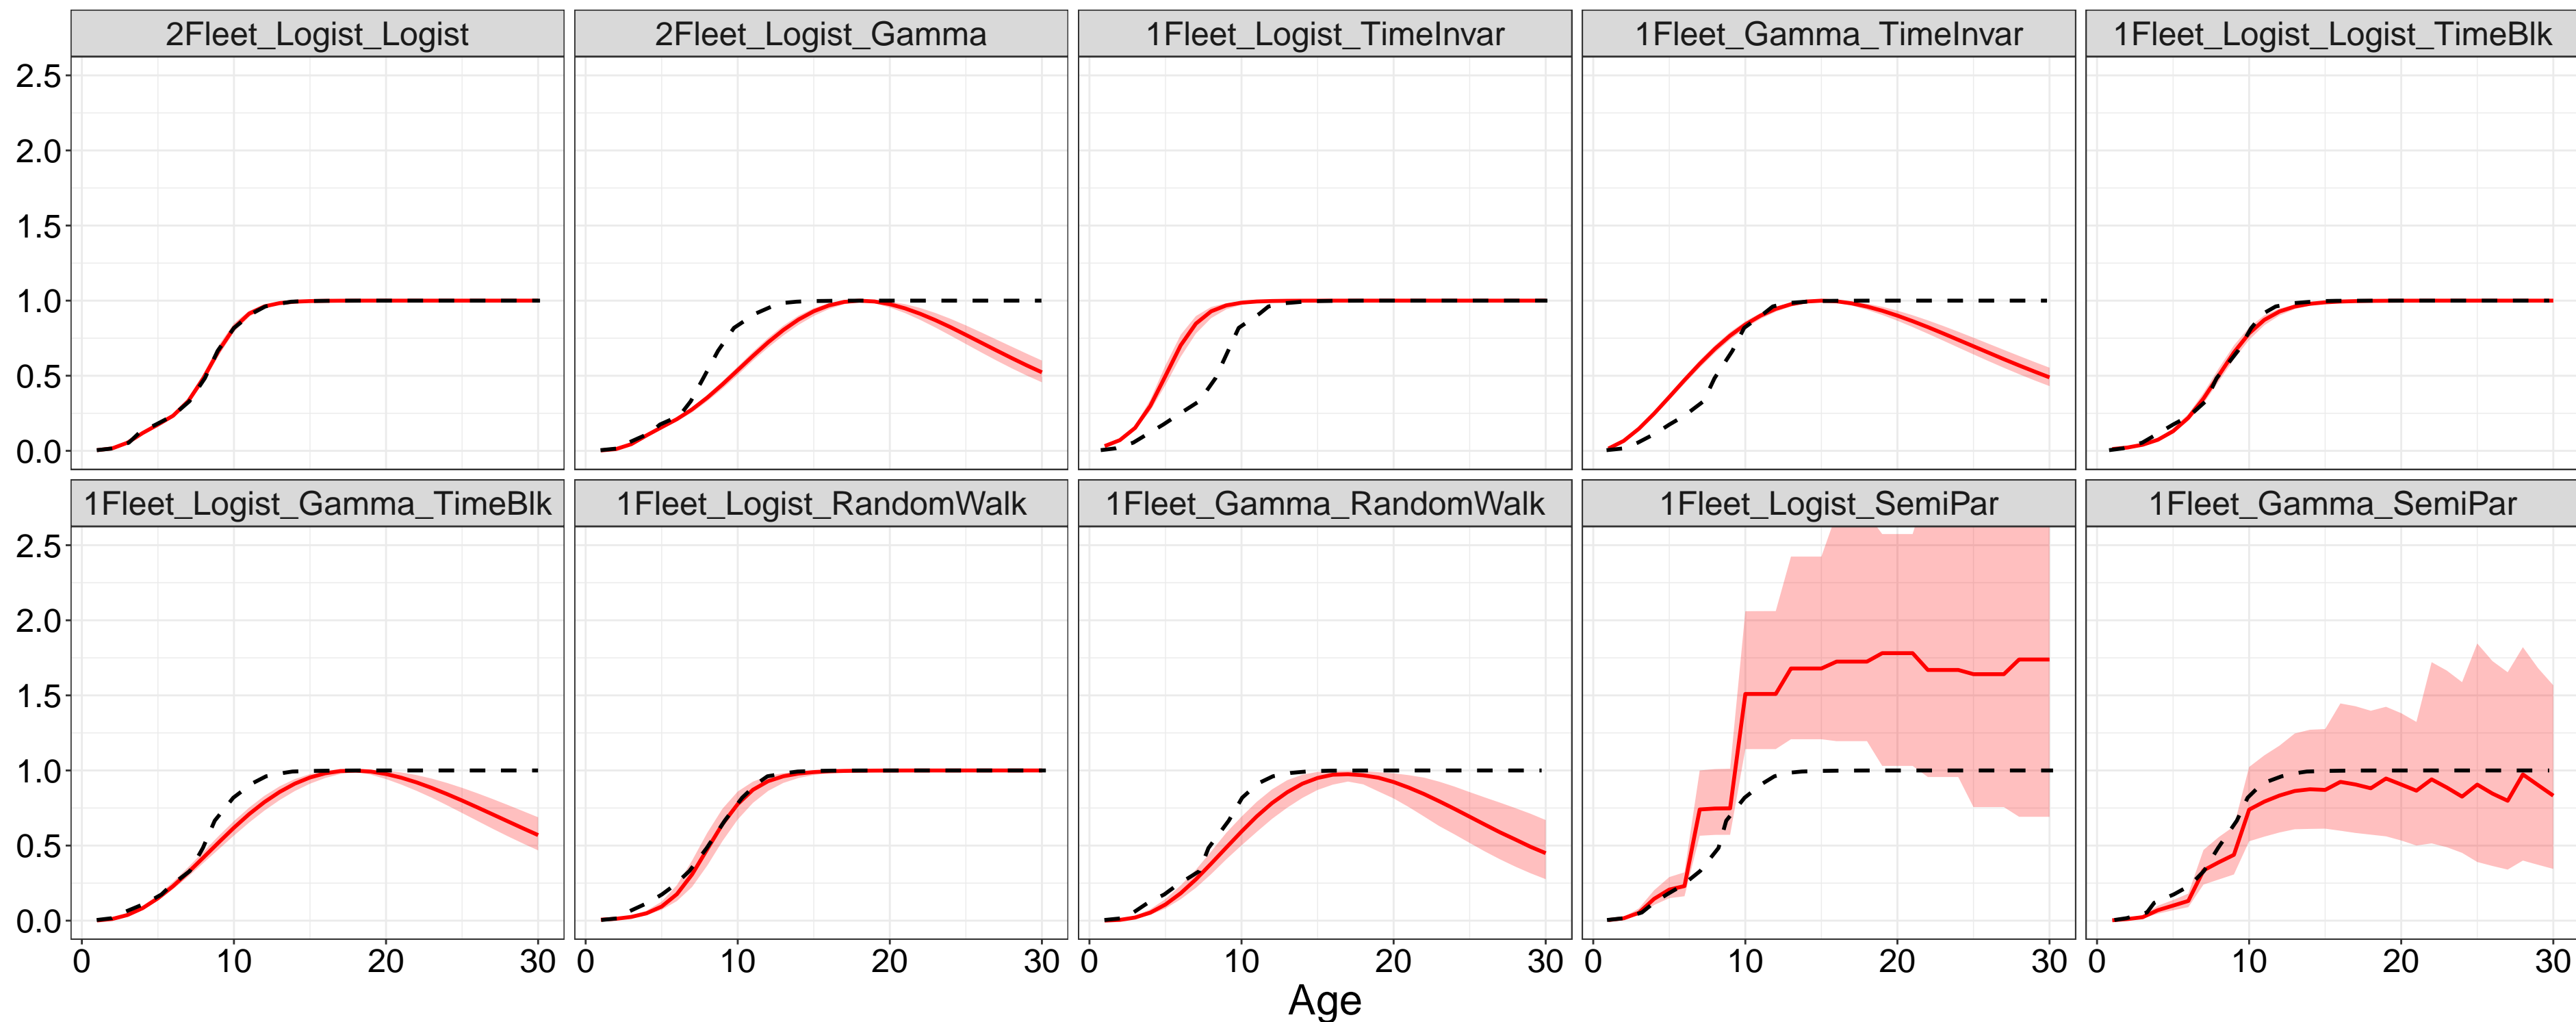 2Fleet_Logist_Logist
2Fleet_Logist_Gamma
1Fleet_Logist_TimeInvar
1Fleet_Gamma_TimeInvar
1Fleet_Logist_Logist_TimeBlk
2.5
2.0
1.5
1.0
0.5
0.0
1Fleet_Logist_Gamma_TimeBlk
1Fleet_Logist_RandomWalk
1Fleet_Gamma_RandomWalk
1Fleet_Logist_SemiPar
1Fleet_Gamma_SemiPar
2.5
2.0
1.5
1.0
0.5
0.0
0 10 20 30
0 10 20 30
0 10 20 30
0 10 20 30
0 10 20 30
Age